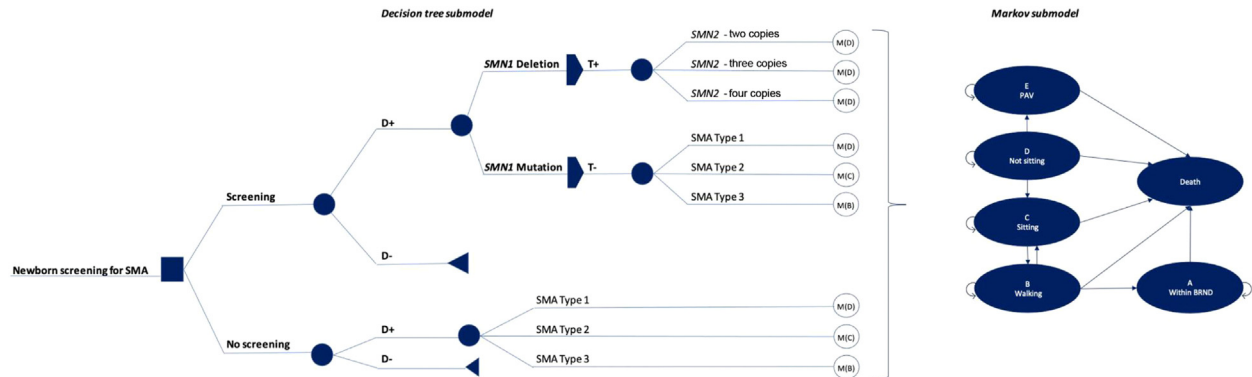 Decision tree submodel
Markov submodel
SMN2 - two copies
M(D)
SMN1 Deletion
T+
SMN2 - three copies
M(D)
SMN2 - four copies
M(D)
D+
SMA Type 1
M(D)
SMN1 Mutation
T-
SMA Type 2
M(C)
SMA Type 3
M(B)
Screening
D-
Newborn screening for SMA
SMA Type 1
M(D)
No screening
D+
SMA Type 2
M(C)
D-
SMA Type 3
M(B)
E
PAV
D
Not sitting
Death
C
Sitting
B
Walking
A
Within BRND